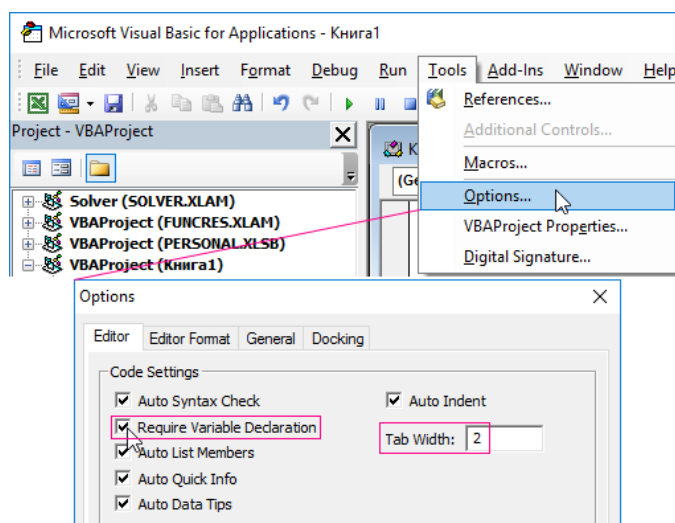 Microsoft Visual Basic for Applications - Книга1
File Edit View Insert Format Debug Run Tools Add-Ins Window Help
Project - VBAProject
References...
Additional Controls...
Macros...
Options...
VBAProject Properties...
Digital Signature...
Solver (SOLVER.XLAM)
VBAProject (FUNCRES.XLAM)
VBAProject (PERSONAL.XLSB)
VBAProject (Книга1)
Options
Editor Editor Format General Docking
Code Settings
Auto Syntax Check
Require Variable Declaration
Auto List Members
Auto Quick Info
Auto Data Tips
Auto Indent
Tab Width: 2